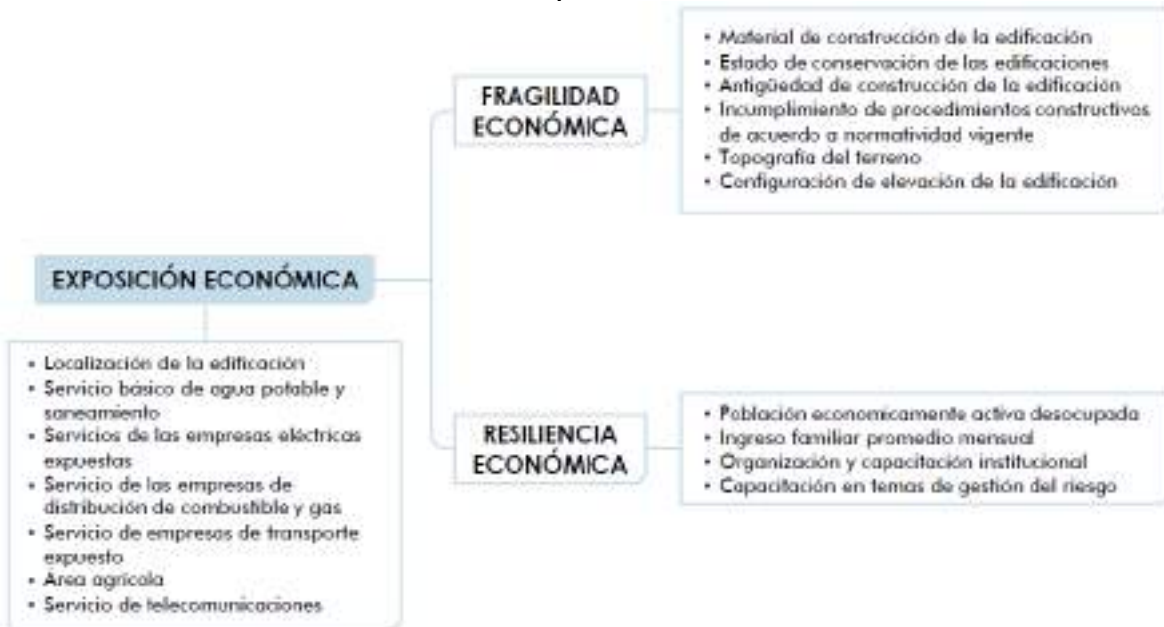 FRAGILIDAD
ECONÓMICA
• Material de construcción de la edificación
• Estado de conservación de las edificaciones
• Antigüedad de construcción de la edificación
• Incumplimiento de procedimientos constructivos
de acuerdo a normatividad vigente
• Topografía del terreno
• Configuración de elevación de la edificación
EXPOSICIÓN ECONÓMICA
• Localización de la edificación
• Servicio básico de agua potable y
saneamiento
• Servicios de las empresas eléctricas
expuestas
• Servicio de las empresas de
distribución de combustible y gas
• Servicio de empresas de transporte
expuesto
• Area agrícola
• Servicio de telecomunicaciones
RESILIENCIA
ECONÓMICA
• Población economicamente activa desocupada
• Ingreso familiar promedio mensual
• Organización y capacitación institucional
• Capacitación en temas de gestión del riesgo